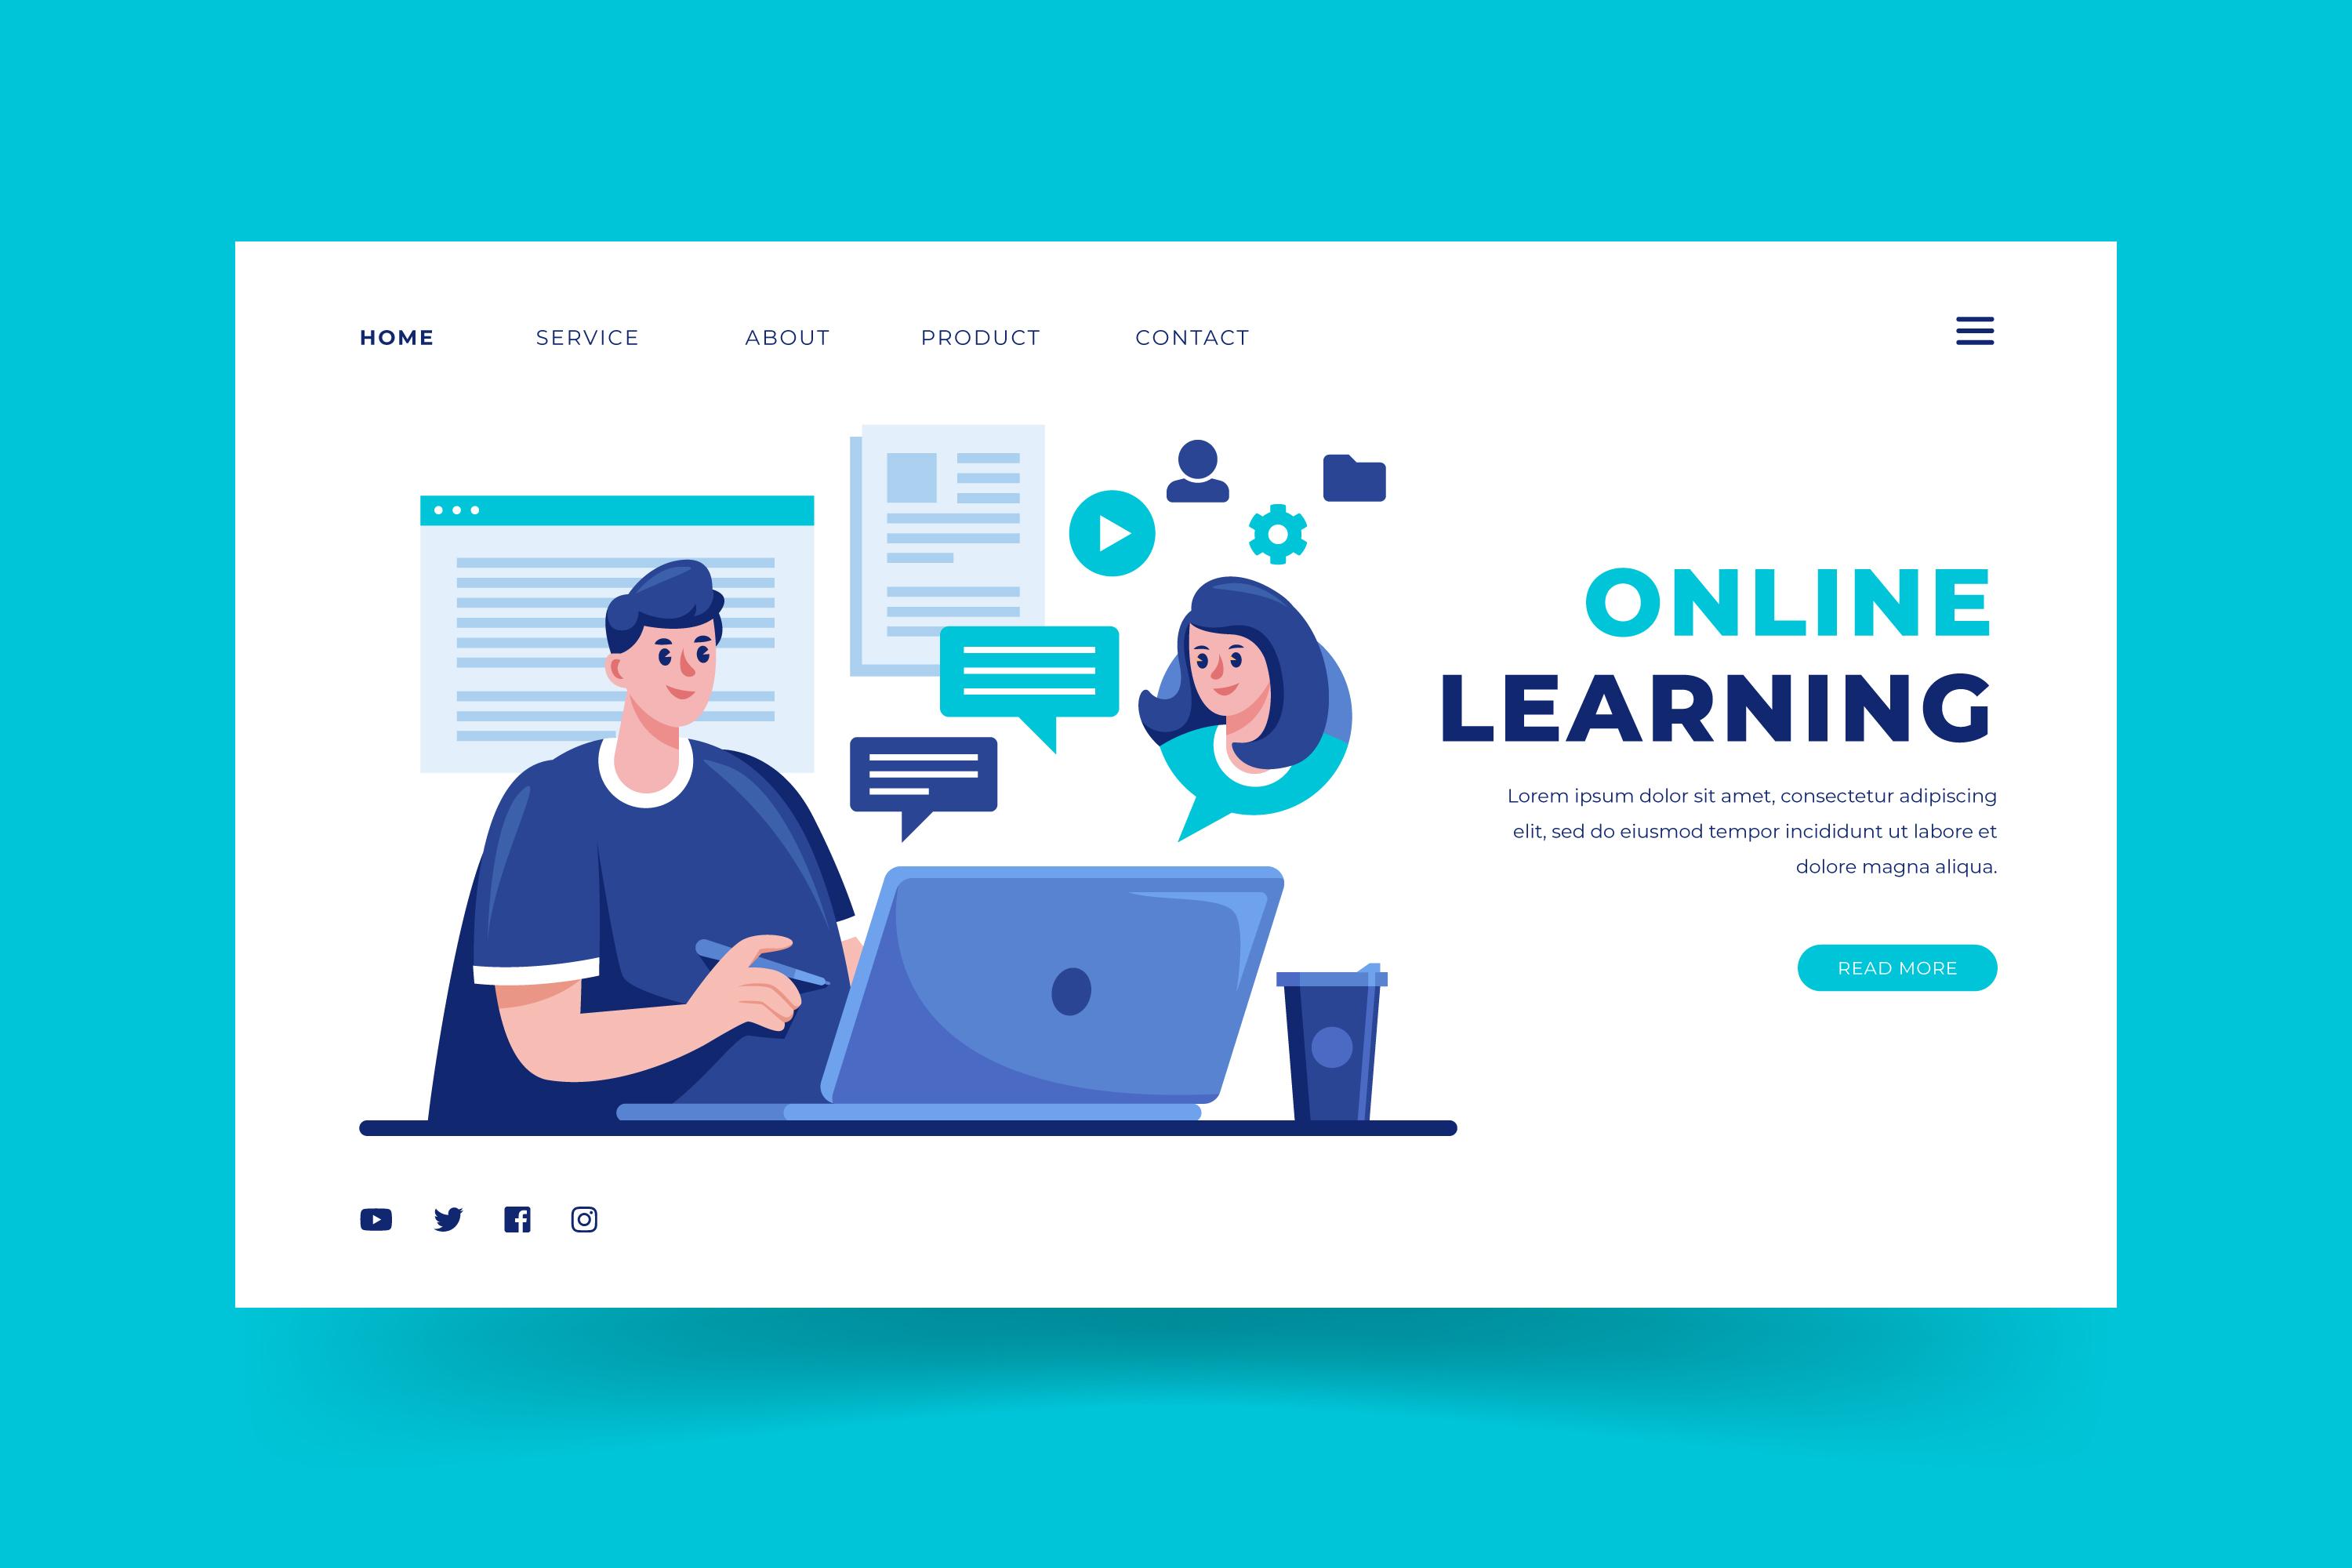 HOME
SERVICE
ABOUT
PRODUCT
CONTACT
ONLINE
LEARNING
Lorem ipsum dolor sit amet, consectetur adipiscing
elit, sed do eiusmod tempor incididunt ut labore et
dolore magna aliqua.
READ MORE